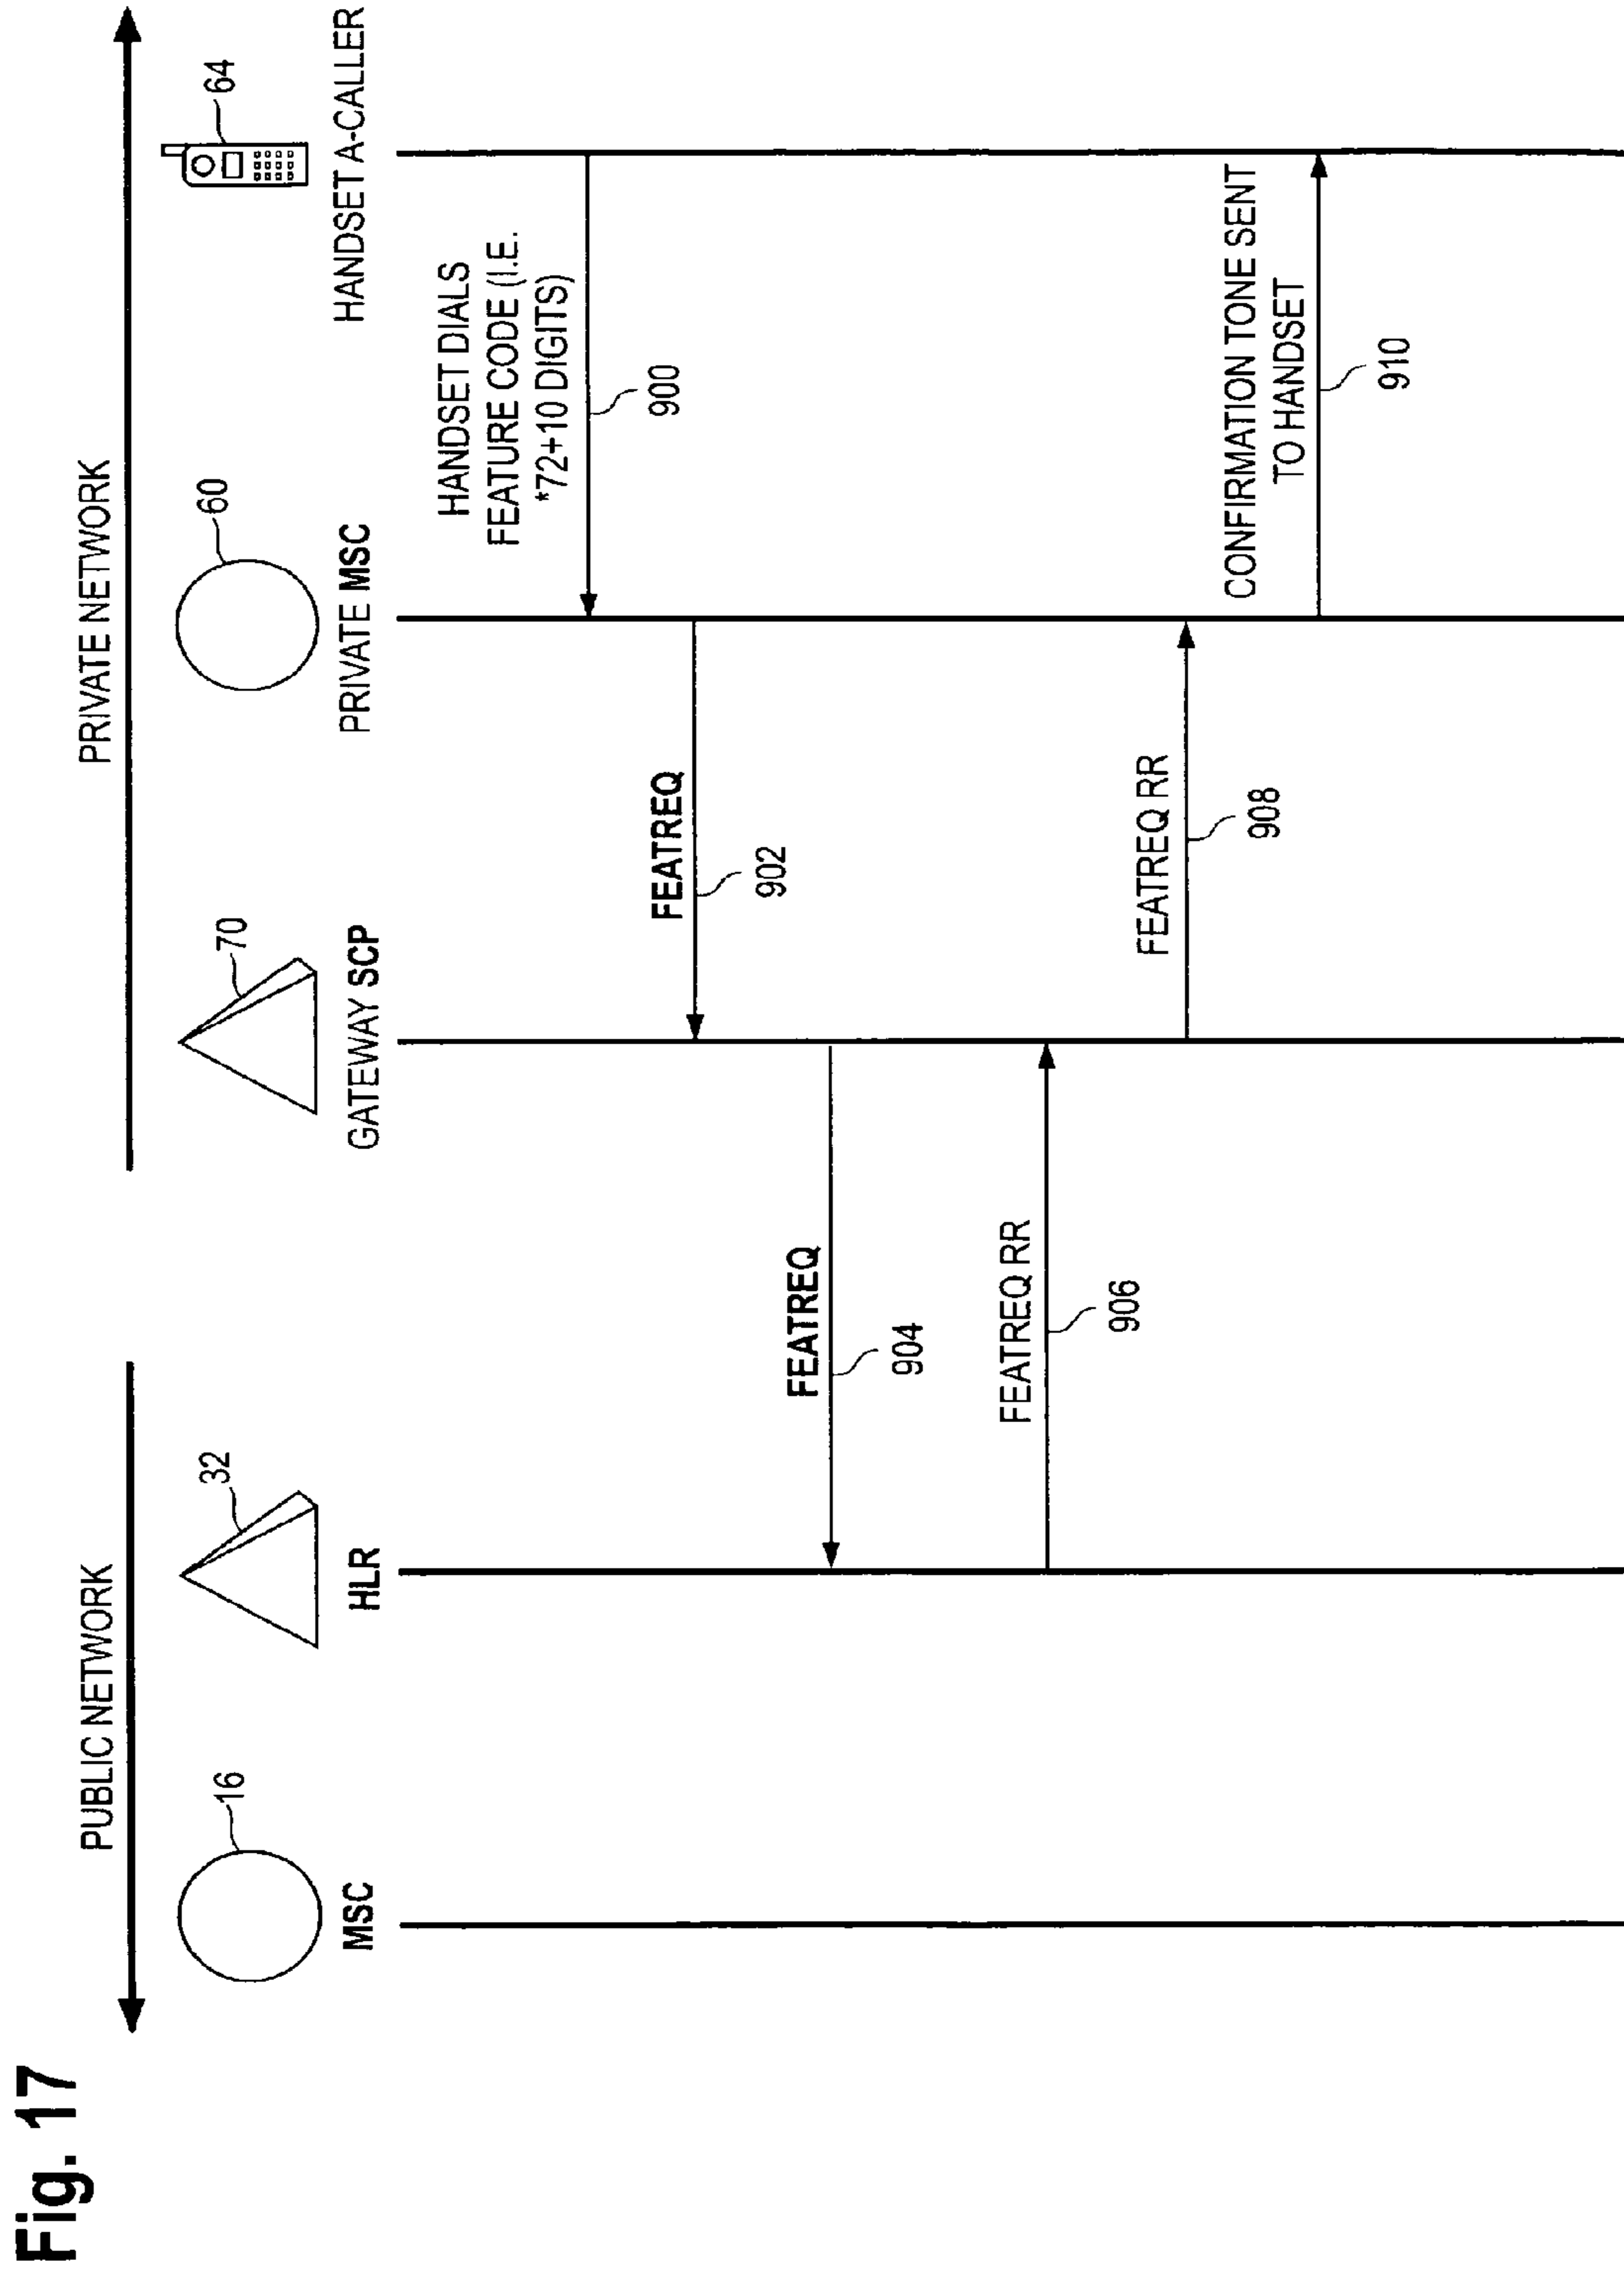 Fig. 17
PUBLIC NETWORK
PRIVATE NETWORK
16
32
70
60
64
MSC
HLR
GATEWAY SCP
PRIVATE MSC
HANDSET A-CALLER
HANDSET DIALS
FEATURE CODE (I.E.
*72+10 DIGITS)
900
FEATREQ
902
FEATREQ
904
FEATREQ RR
906
FEATREQ RR
908
CONFIRMATION TONE SENT
TO HANDSET
910